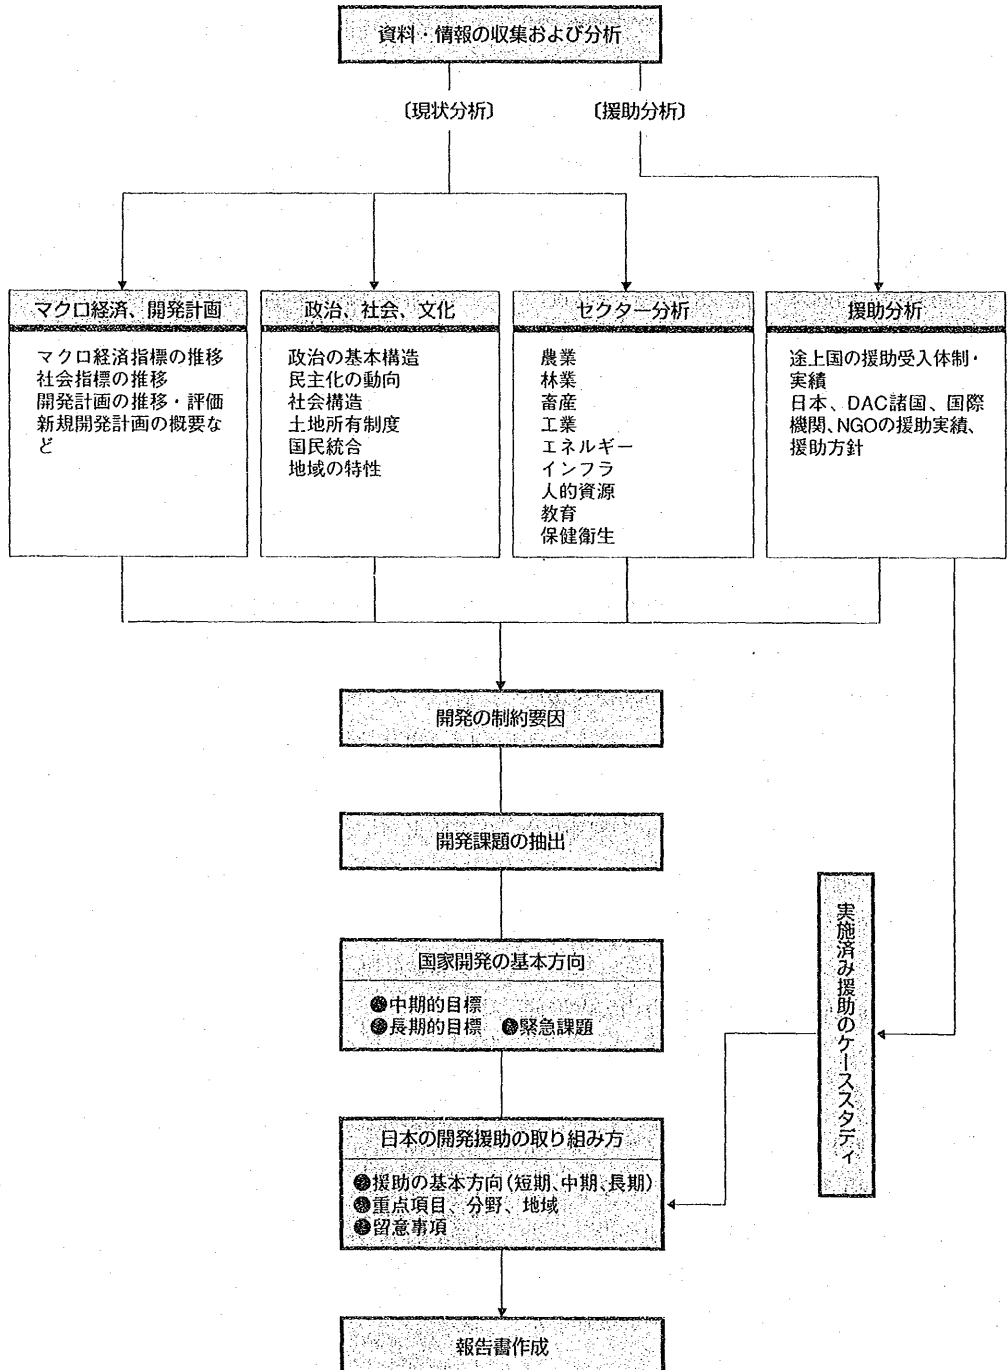 資料・情報の収集および分析
〔現状分析〕
〔援助分析〕
マクロ経済、開発計画
マクロ経済指標の推移
社会指標の推移
開発計画の推移・評価
新規開発計画の概要な
ど
政治、社会、文化
政治の基本構造
民主化の動向
社会構造
土地所有制度
国民統合
地域の特性
セクター分析
農業
林業
畜産
工業
エネルギー
インフラ
人的資源
教育
保健衛生
援助分析
途上国の援助受入体制・
実績
日本、DAC諸国、国際
機関、NGOの援助実績、
援助方針
開発の制約要因
開発課題の抽出
国家開発の基本方向
●中期的目標
●長期的目標 ●緊急課題
実施済み援助のケーススタディ
日本の開発援助の取り組み方
●援助の基本方向(短期、中期、長期)
●重点項目、分野、地域
●留意事項
報告書作成